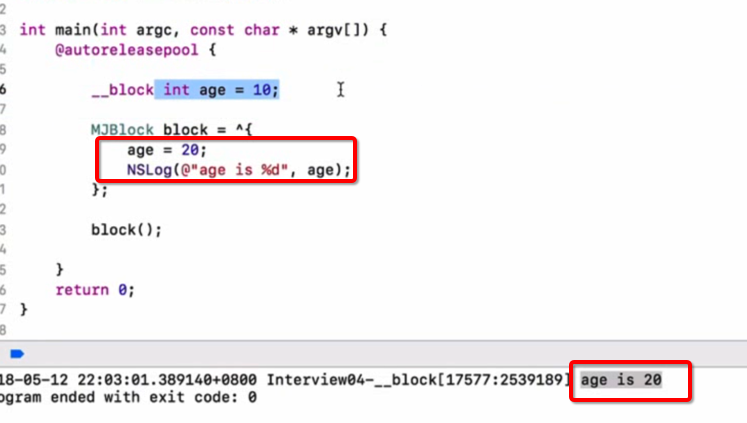 2
3 int main(int argc, const char * argv[]) {
4 @autoreleasepool {
5
6 __block int age = 10;
7
8 MJBlock block = ^{
9 age = 20;
0 NSLog(@"age is %d", age);
1 };
2
3 block();
4
5 }
6 return 0;
7 }
8
18-05-12 22:03:01.389140+0800 Interview04-__block[17577:2539189] age is 20
ogram ended with exit code: 0